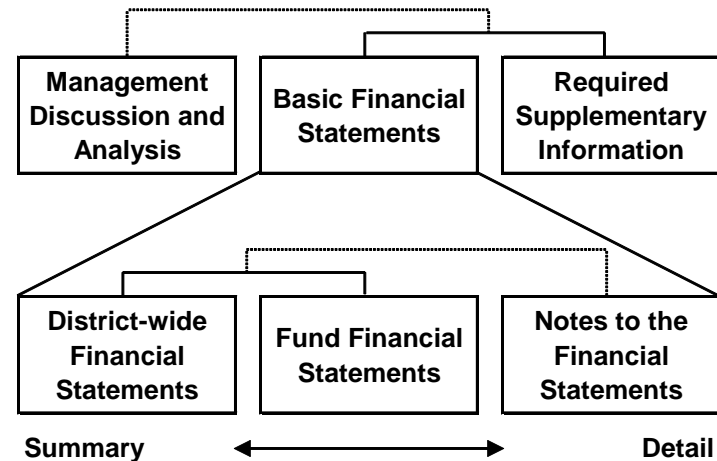 Management
Discussion and
Analysis
Basic Financial
Statements
Required
Supplementary
Information
District-wide
Financial
Statements
Fund Financial
Statements
Notes to the
Financial
Statements
Summary
Detail